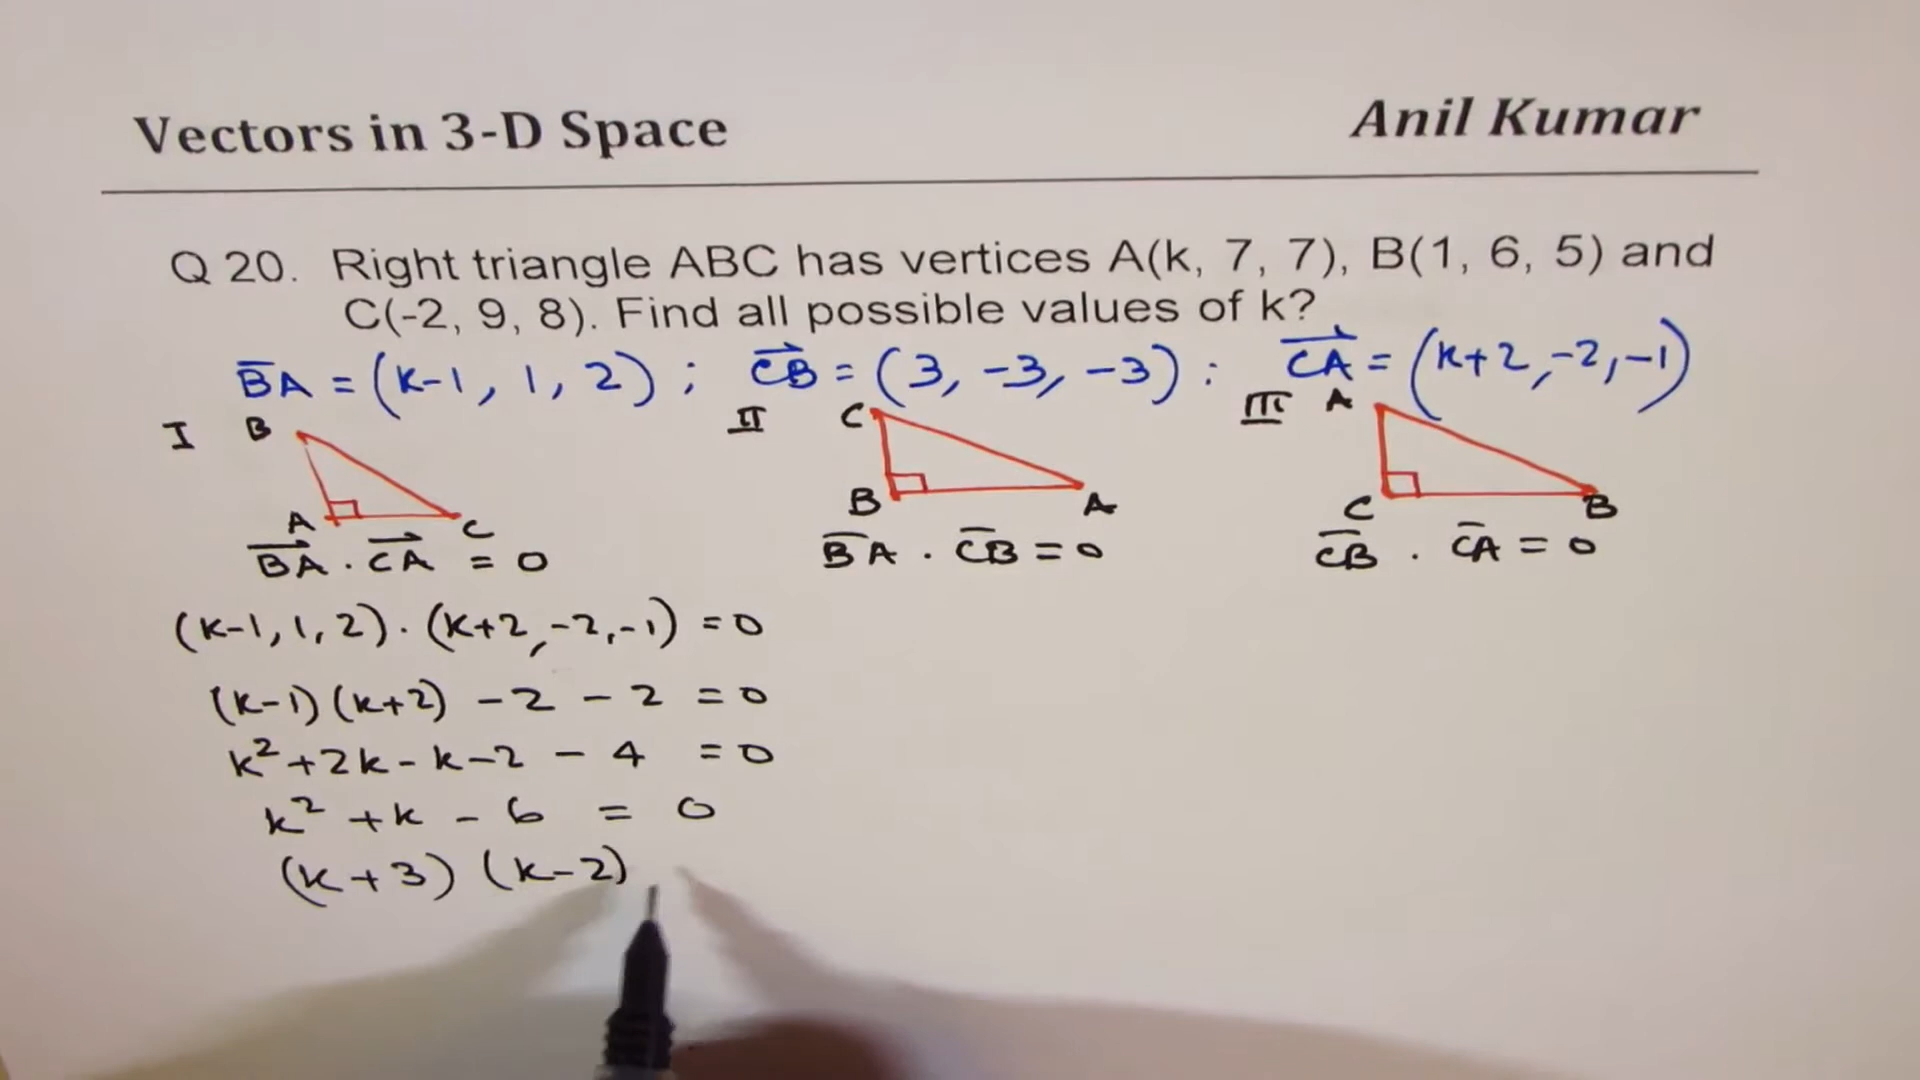 Vectors in 3-D Space
Anil Kumar
Q 20. Right triangle ABC has vertices A(k, 7, 7), B(1, 6, 5) and
C(-2, 9, 8). Find all possible values of k?
BA = (k-1, 1, 2) ; CB = (3, -3, -3) : CA = (k+2, -2, -1)
I B
A C
BA · CA = 0
II C
B A
BA . CB = 0
III A
C B
CB . CA = 0
(k-1, 1, 2) · (k+2, -2, -1) = 0
(k-1)(k+2) - 2 - 2 = 0
k² + 2k - k - 2 - 4 = 0
k² + k - 6 = 0
(k + 3) (k - 2)